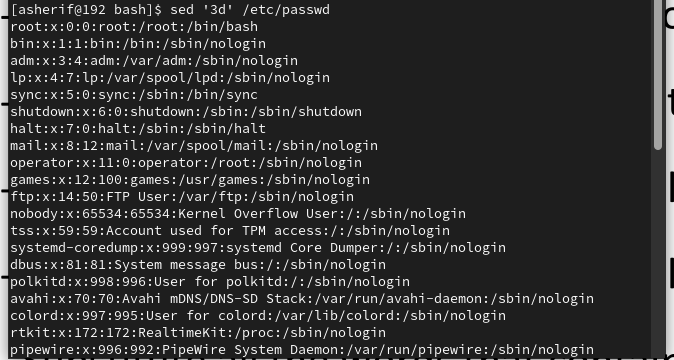 [asherif@192 bash]$ sed '3d' /etc/passwd
root:x:0:0:root:/root:/bin/bash
bin:x:1:1:bin:/bin:/sbin/nologin
adm:x:3:4:adm:/var/adm:/sbin/nologin
lp:x:4:7:lp:/var/spool/lpd:/sbin/nologin
sync:x:5:0:sync:/sbin:/bin/sync
shutdown:x:6:0:shutdown:/sbin:/sbin/shutdown
halt:x:7:0:halt:/sbin:/sbin/halt
mail:x:8:12:mail:/var/spool/mail:/sbin/nologin
operator:x:11:0:operator:/root:/sbin/nologin
games:x:12:100:games:/usr/games:/sbin/nologin
ftp:x:14:50:FTP User:/var/ftp:/sbin/nologin
nobody:x:65534:65534:Kernel Overflow User:/:/sbin/nologin
tss:x:59:59:Account used for TPM access:/:/sbin/nologin
systemd-coredump:x:999:997:systemd Core Dumper:/:/sbin/nologin
dbus:x:81:81:System message bus:/:/sbin/nologin
polkitd:x:998:996:User for polkitd:/:/sbin/nologin
avahi:x:70:70:Avahi mDNS/DNS-SD Stack:/var/run/avahi-daemon:/sbin/nologin
colord:x:997:995:User for colord:/var/lib/colord:/sbin/nologin
rtkit:x:172:172:RealtimeKit:/proc:/sbin/nologin
pipewire:x:996:992:PipeWire System Daemon:/var/run/pipewire:/sbin/nologin